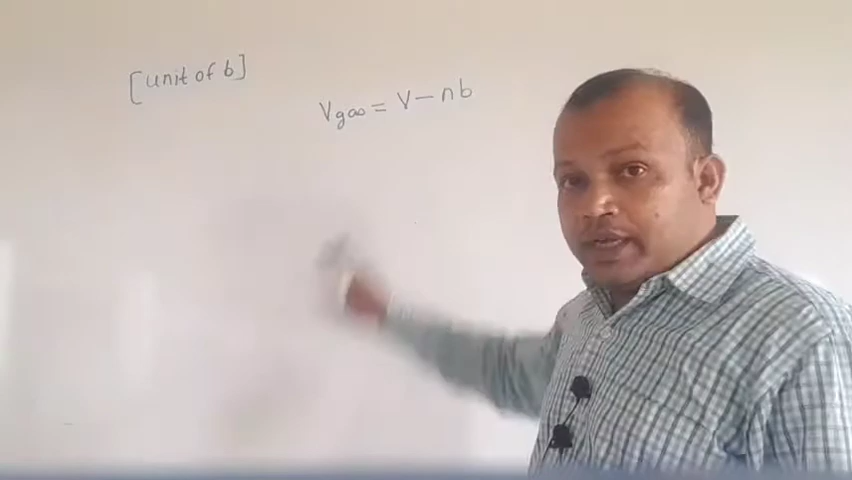 [unit of b]
Vgas = V - nb